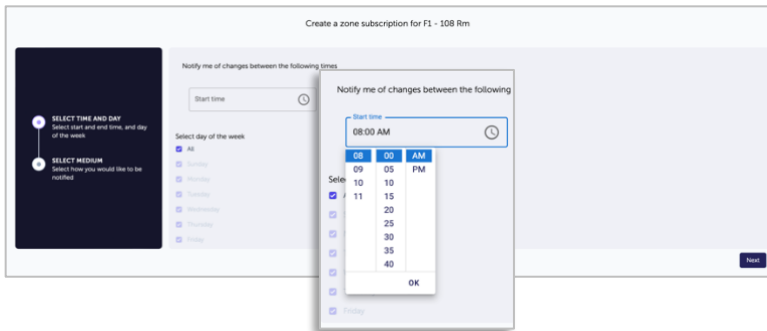 Create a zone subscription for F1 - 108 Rm
Notify me of changes between the following times
Start time
SELECT TIME AND DAY
Select start and end time, and day
of the week
SELECT MEDIUM
Select how you would like to be
notified
Select day of the week
All
Sunday
Monday
Tuesday
Wednesday
Thursday
Friday
Next
Notify me of changes between the following
Start time
08:00 AM
08 00 AM
09 05 PM
10 10
11 15
20
25
30
35
40
OK
Sele
A
Friday